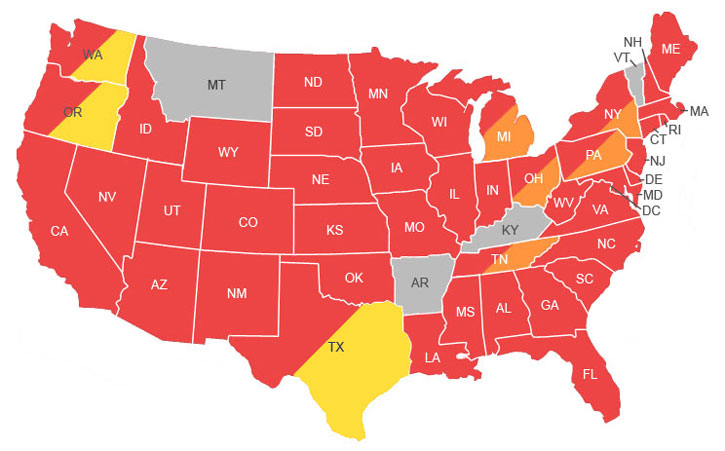 NH
ME
WA
VT
MT
ND
MN
OR
NY
MA
WI
ID
SD
MI
RI
CT
WY
PA
NJ
IA
NE
OH
DE
NV
IL
IN
MD
UT
WV
VA
DC
CO
CA
KS
MO
KY
NC
TN
OK
AZ
NM
AR
SC
MS
AL
GA
TX
LA
FL